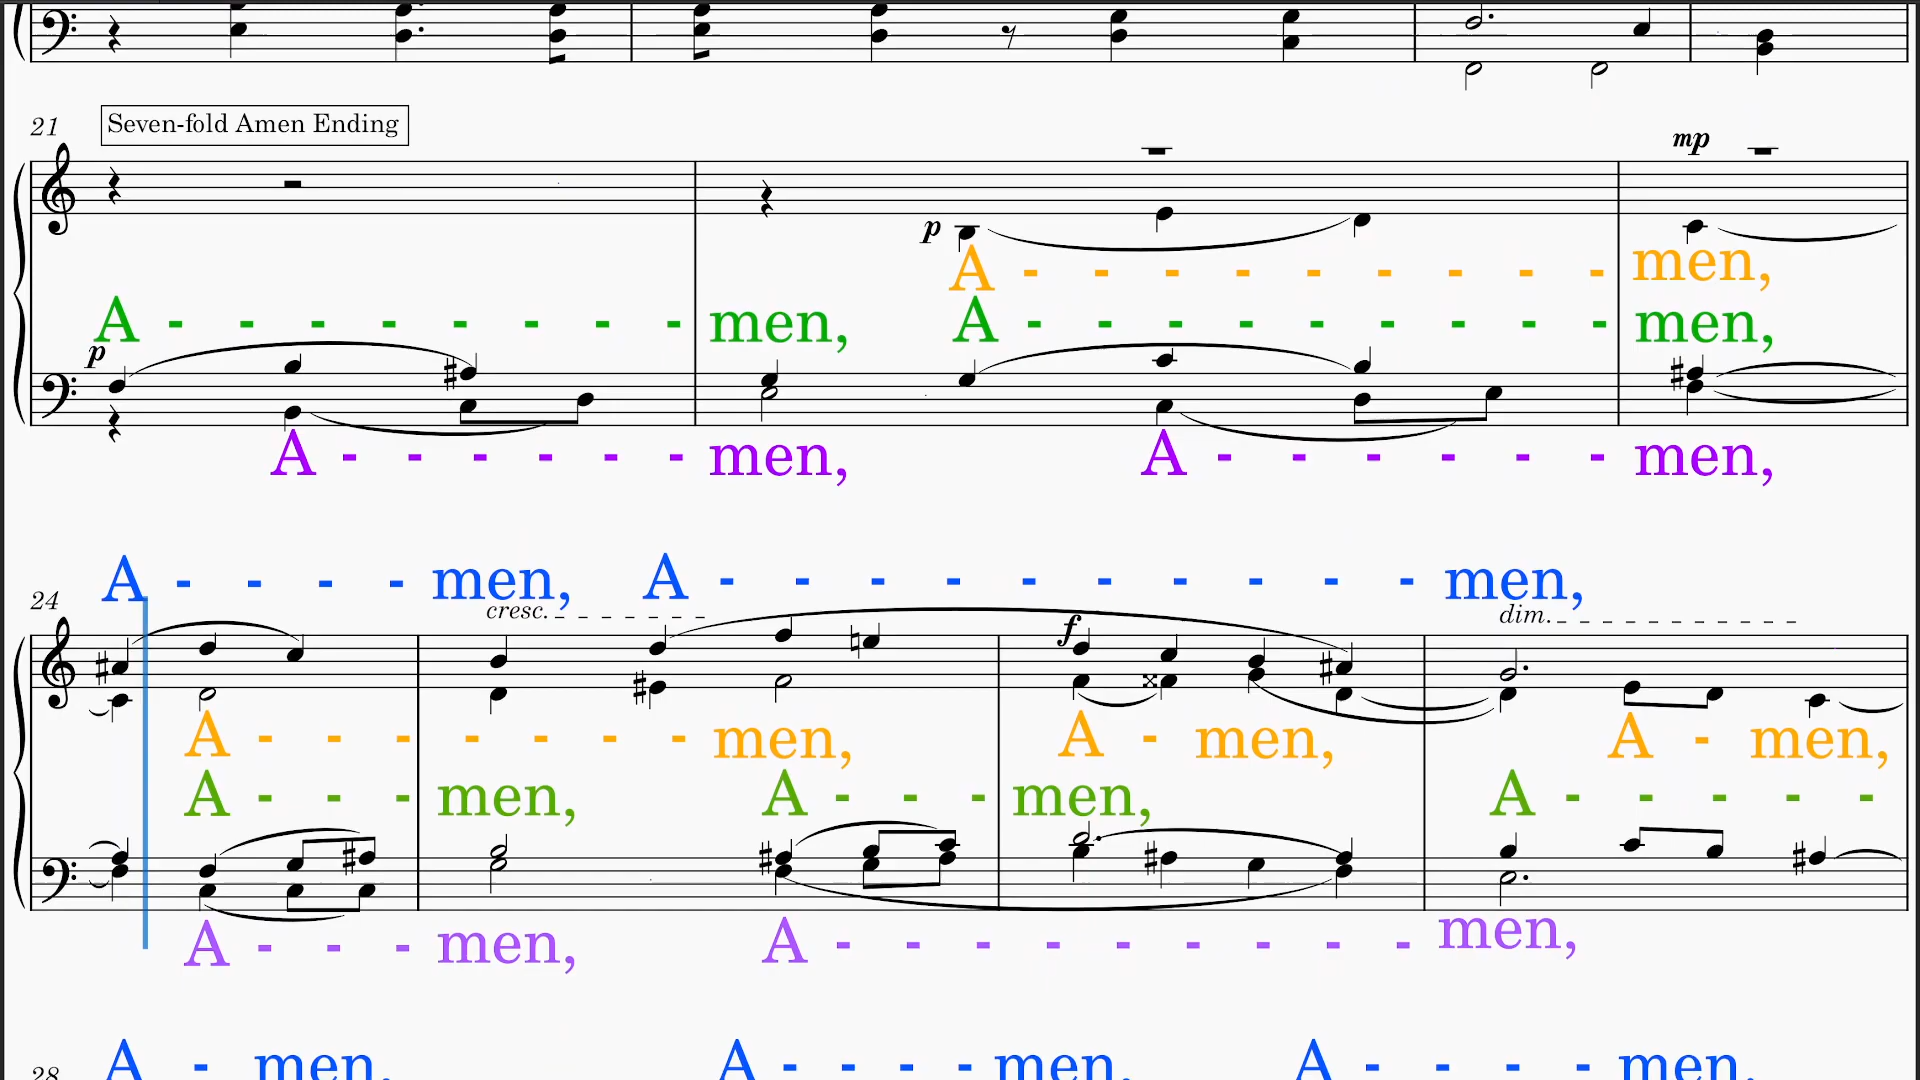 21 Seven-fold Amen Ending
mp
p
A - - - - - - - - - men,
A - - - - - - - - men, A - - - - - - - - - men,
p
A - - - - - - men, A - - - - - - men,
A - - - - men, A - - - - - - - - - - men,
24 cresc. dim.
f
A - - - - - - - men, A - men, A - men,
A - - - men, A - - - men, A - - - - -
A - - - men, A - - - - - - - - - men,
28 A - men. A - - - - men. A - - - - men.